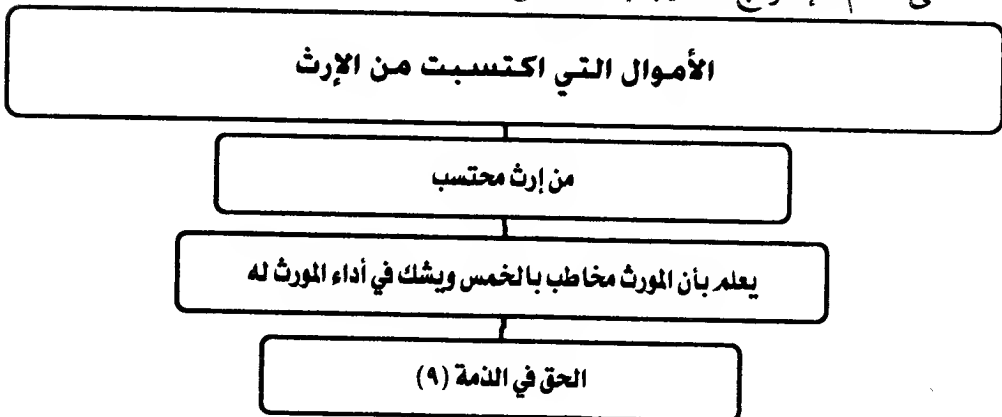 الأموال التي اكتسبت من الإرث
من إرث محتسب
يعلم بأن المورث مخاطب بالخمس ويشك في أداء المورث له
الحق في الذمة (٩)